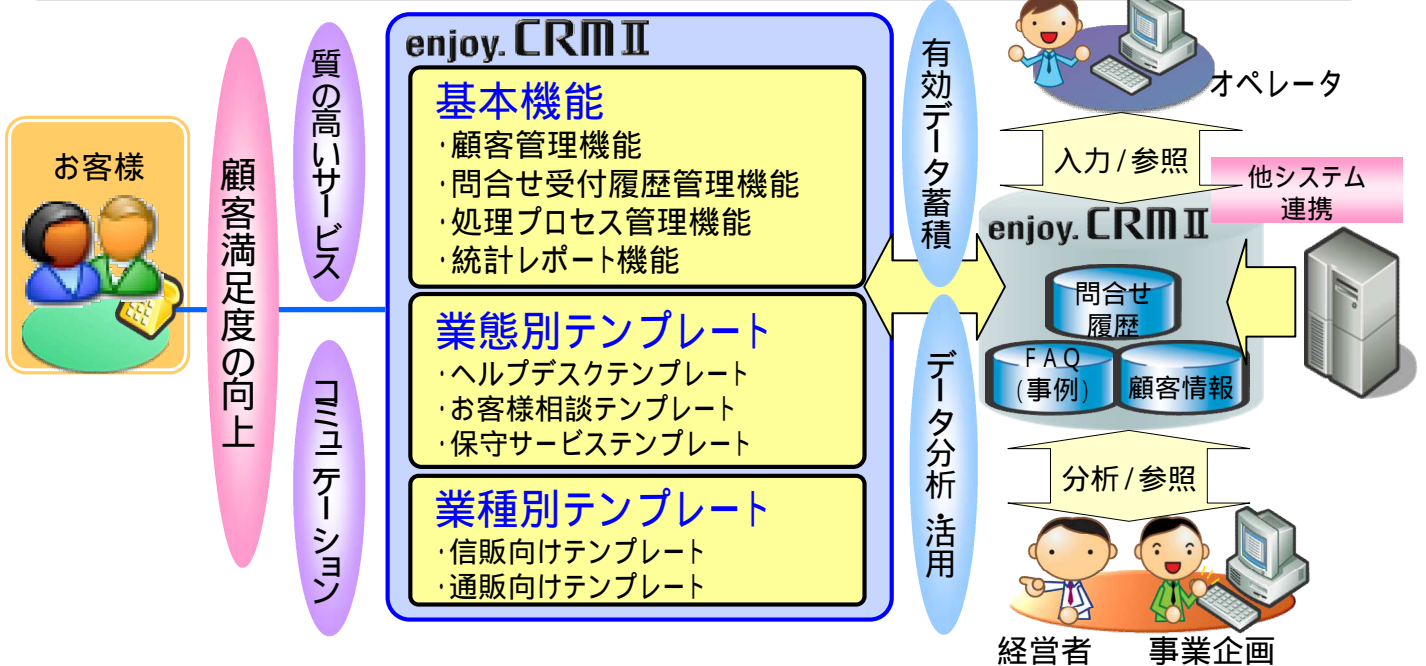 お客様
顧客満足度の向上
質の高いサービス
コミュニケーション
enjoy.CRMⅡ
基本機能
・顧客管理機能
・問合せ受付履歴管理機能
・処理プロセス管理機能
・統計レポート機能
業態別テンプレート
・ヘルプデスクテンプレート
・お客様相談テンプレート
・保守サービステンプレート
業種別テンプレート
・信販向けテンプレート
・通販向けテンプレート
有効データ蓄積
データ分析・活用
オペレータ
入力/参照
他システム
連携
enjoy.CRMⅡ
問合せ
履歴
FAQ
(事例)
顧客情報
分析/参照
経営者
事業企画